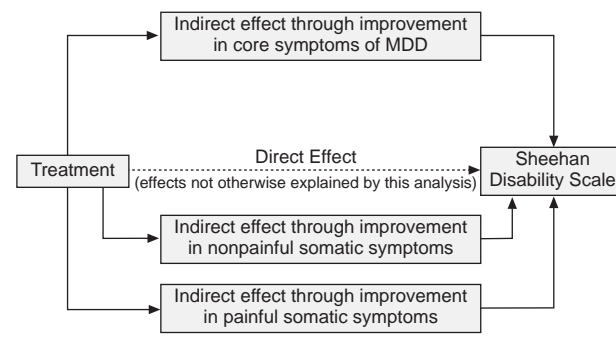 Indirect effect through improvement
in core symptoms of MDD
Treatment
Direct Effect
(effects not otherwise explained by this analysis)
Sheehan
Disability Scale
Indirect effect through improvement
in nonpainful somatic symptoms
Indirect effect through improvement
in painful somatic symptoms